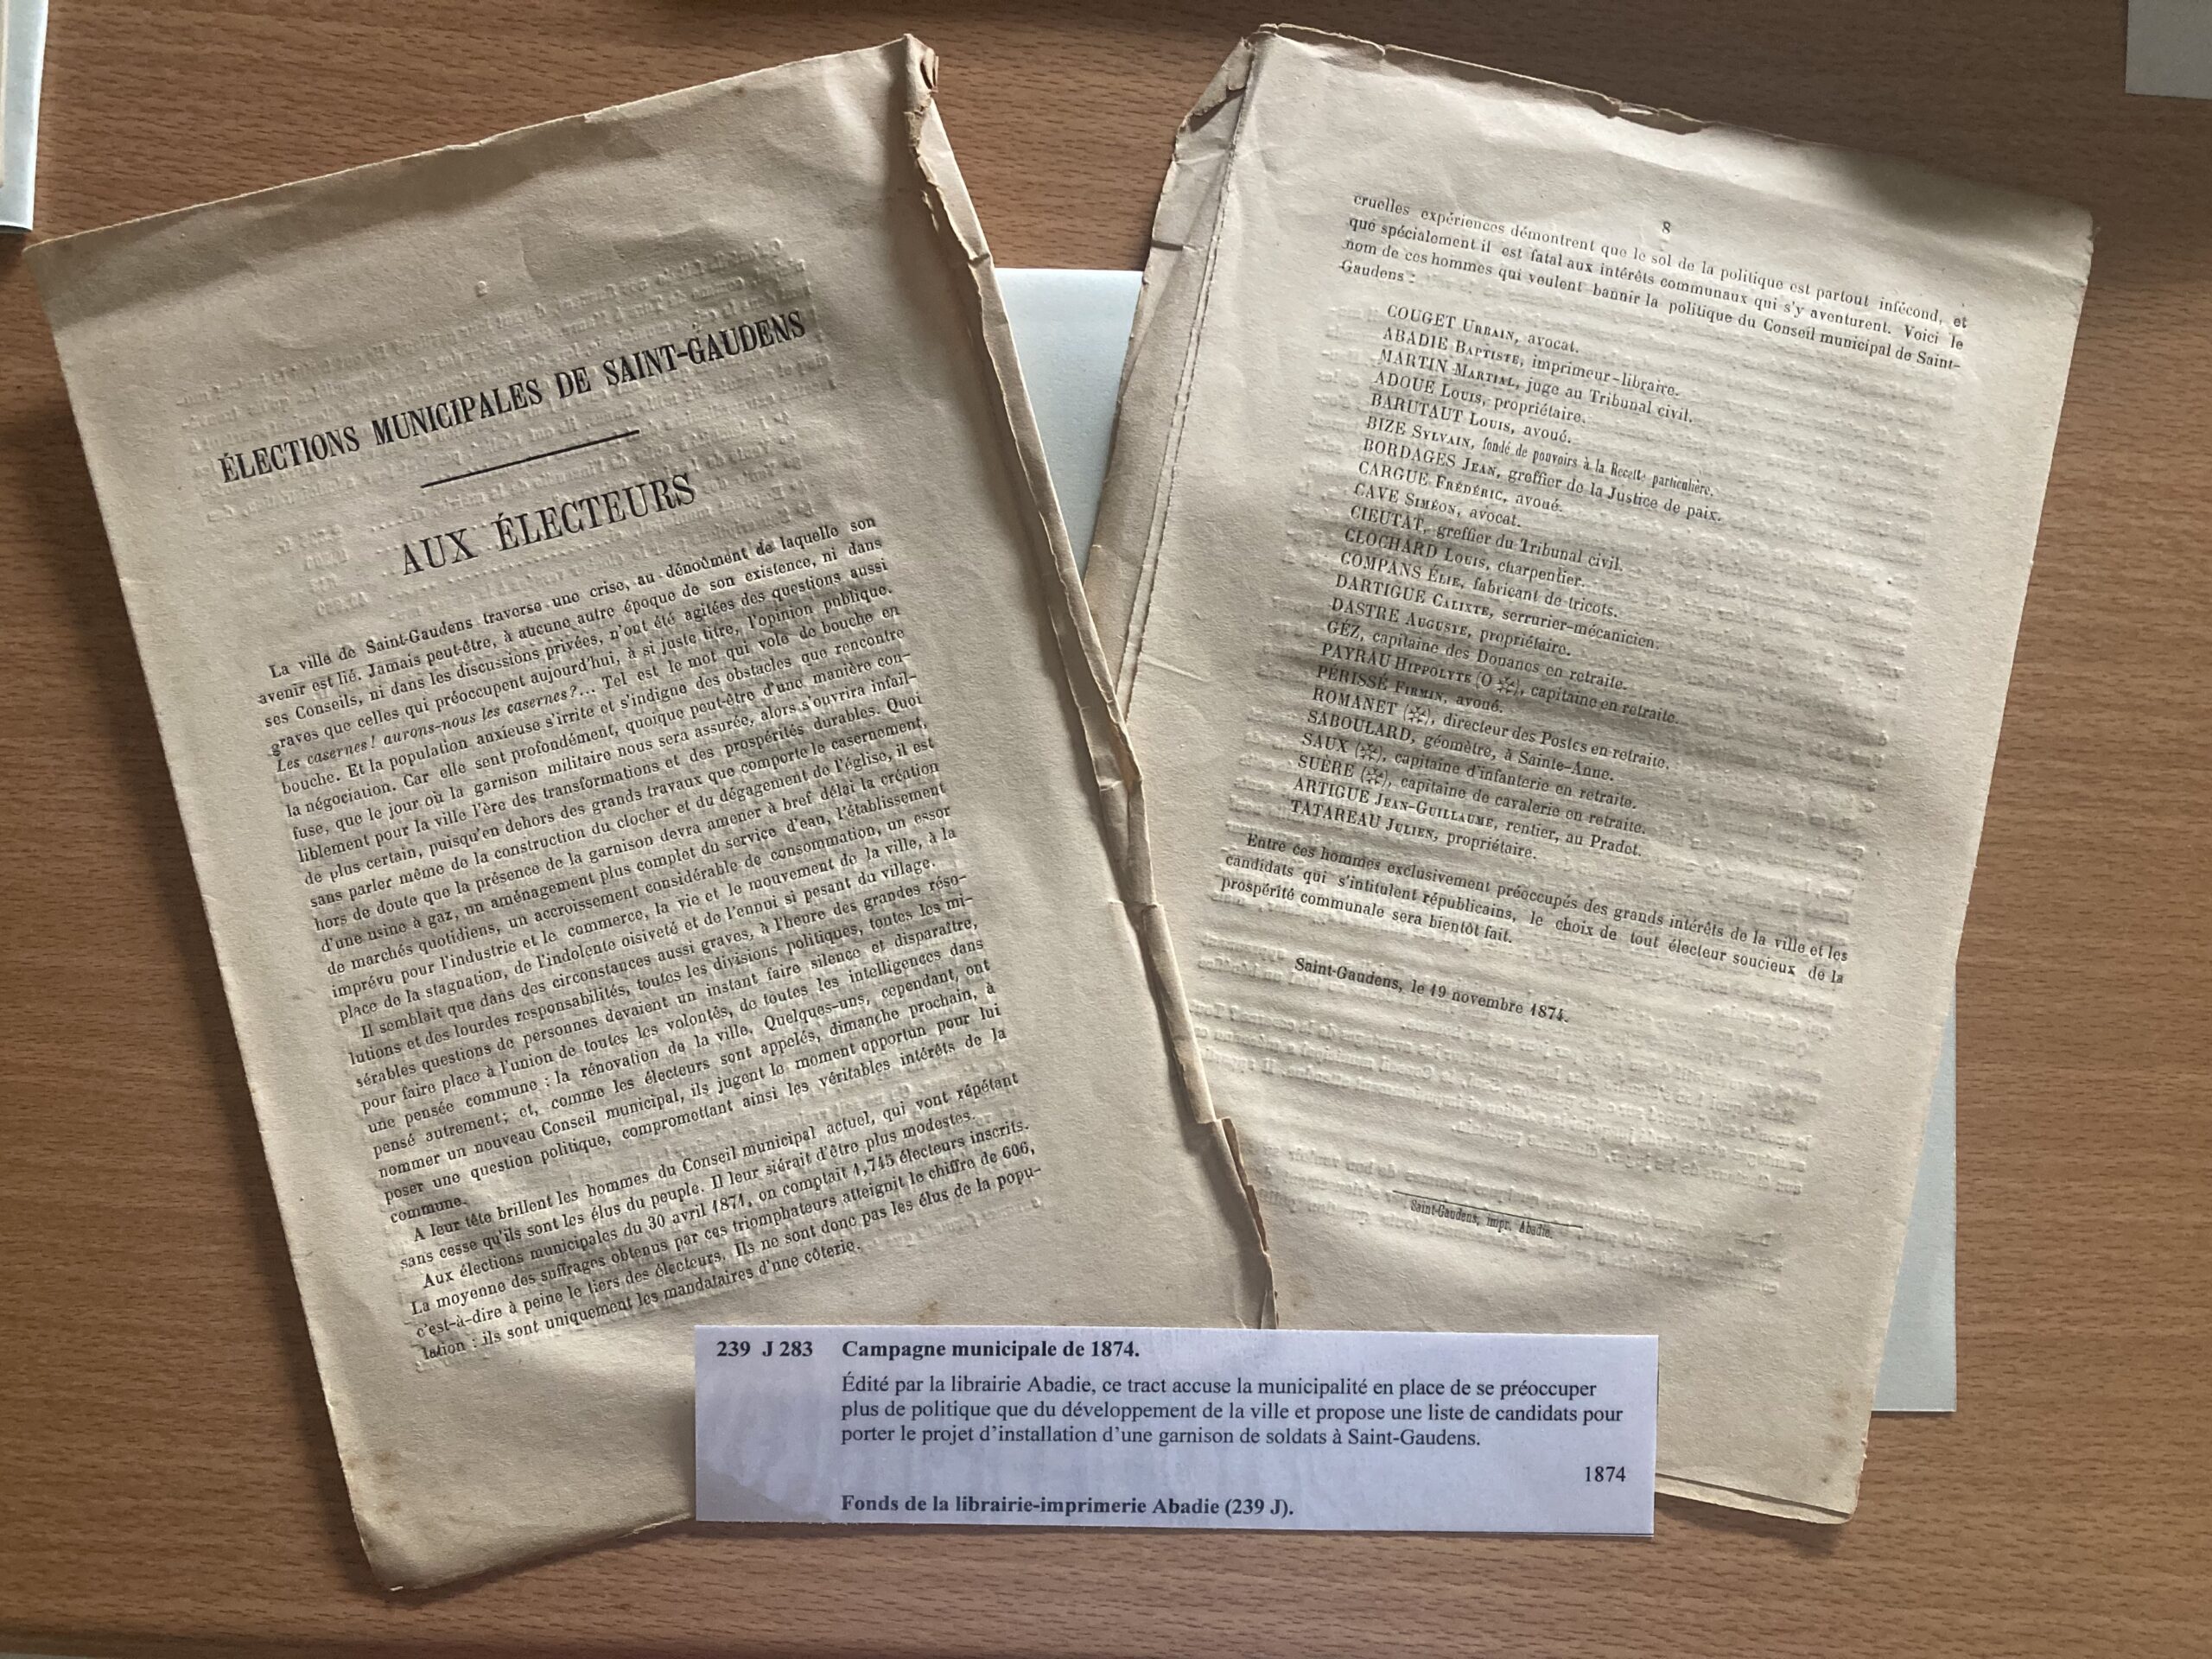 ÉLECTIONS MUNICIPALES DE SAINT-GAUDENS
AUX ÉLECTEURS
La ville de Saint-Gaudens traverse une crise, au dénoûment de laquelle son
avenir est lié. Jamais peut-être, à aucune autre époque de son existence, ni dans
ses Conseils, ni dans les discussions privées, n'ont été agitées des questions aussi
graves que celles qui préoccupent aujourd'hui, à si juste titre, l'opinion publique.
Les casernes! aurons-nous les casernes?... Tel est le mot qui vole de bouche en
bouche. Et la population anxieuse s'irrite et s'indigne des obstacles que rencontre
la négociation. Car elle sent profondément, quoique peut-être d'une manière con-
fuse, que le jour où la garnison militaire nous sera assurée, alors s'ouvrira infail-
liblement pour la ville l'ère des transformations et des prospérités durables. Quoi
de plus certain, puisqu'en dehors des grands travaux que comporte le casernement,
sans parler même de la construction du clocher et du dégagement de l'église, il est
hors de doute que la présence de la garnison devra amener à bref délai la création
d'une usine à gaz, un aménagement plus complet du service d'eau, l'établissement
de marchés quotidiens, un accroissement considérable de consommation, un essor
imprévu pour l'industrie et le commerce, la vie et le mouvement de la ville, à la
place de la stagnation, de l'indolente oisiveté et de l'ennui si pesant du village.
Il semblait que dans des circonstances aussi graves, à l'heure des grandes réso-
lutions et des lourdes responsabilités, toutes les divisions politiques, toutes les mi-
sérables questions de personnes devaient un instant faire silence et disparaître,
pour faire place à l'union de toutes les volontés, de toutes les intelligences dans
une pensée commune : la rénovation de la ville. Quelques-uns, cependant, ont
pensé autrement; et, comme les électeurs sont appelés, dimanche prochain, à
nommer un nouveau Conseil municipal, ils jugent le moment opportun pour lui
poser une question politique, compromettant ainsi les véritables intérêts de la
commune.
A leur tête brillent les hommes du Conseil municipal actuel, qui vont répétant
sans cesse qu'ils sont les élus du peuple. Il leur siérait d'être plus modestes.
Aux élections municipales du 30 avril 1871, on comptait 1,745 électeurs inscrits.
La moyenne des suffrages obtenus par ces triomphateurs atteignit le chiffre de 606,
c'est-à-dire à peine le tiers des électeurs. Ils ne sont donc pas les élus de la popu-
lation : ils sont uniquement les mandataires d'une côterie.
8
cruelles expériences démontrent que le sol de la politique est partout infécond, et
que spécialement il est fatal aux intérêts communaux qui s'y aventurent. Voici le
nom de ces hommes qui veulent bannir la politique du Conseil municipal de Saint-
Gaudens :
COUGET URBAIN, avocat.
ABADIE BAPTISTE, imprimeur-libraire.
MARTIN MARTIAL, juge au Tribunal civil.
ADOUE LOUIS, propriétaire.
BARUTAUT LOUIS, avoué.
BIZE SYLVAIN, fondé de pouvoirs à la Recette particulière.
BORDAGES JEAN, greffier de la Justice de paix.
CARGUE FRÉDÉRIC, avoué.
CAVE SIMÉON, avocat.
CIEUTAT, greffier du Tribunal civil.
CLOCHARD LOUIS, charpentier.
COMPANS ÉLIE, fabricant de tricots.
DARTIGUE CALIXTE, serrurier-mécanicien.
DASTRE AUGUSTE, propriétaire.
GÉZ, capitaine des Douanes en retraite.
PAYRAU HIPPOLYTE (O ✻), capitaine en retraite.
PÉRISSÉ FIRMIN, avoué.
ROMANET (✻), directeur des Postes en retraite.
SABOULARD, géomètre, à Sainte-Anne.
SAUX (✻), capitaine d'infanterie en retraite.
SUÈRE (✻), capitaine de cavalerie en retraite.
ARTIGUE JEAN-GUILLAUME, rentier, au Pradet.
TATAREAU JULIEN, propriétaire.
Entre ces hommes exclusivement préoccupés des grands intérêts de la ville et les
candidats qui s'intitulent républicains, le choix de tout électeur soucieux de la
prospérité communale sera bientôt fait.
Saint-Gaudens, le 19 novembre 1874.
Saint-Gaudens, impr. Abadie.
239 J 283 Campagne municipale de 1874.
Édité par la librairie Abadie, ce tract accuse la municipalité en place de se préoccuper
plus de politique que du développement de la ville et propose une liste de candidats pour
porter le projet d'installation d'une garnison de soldats à Saint-Gaudens.
1874
Fonds de la librairie-imprimerie Abadie (239 J).